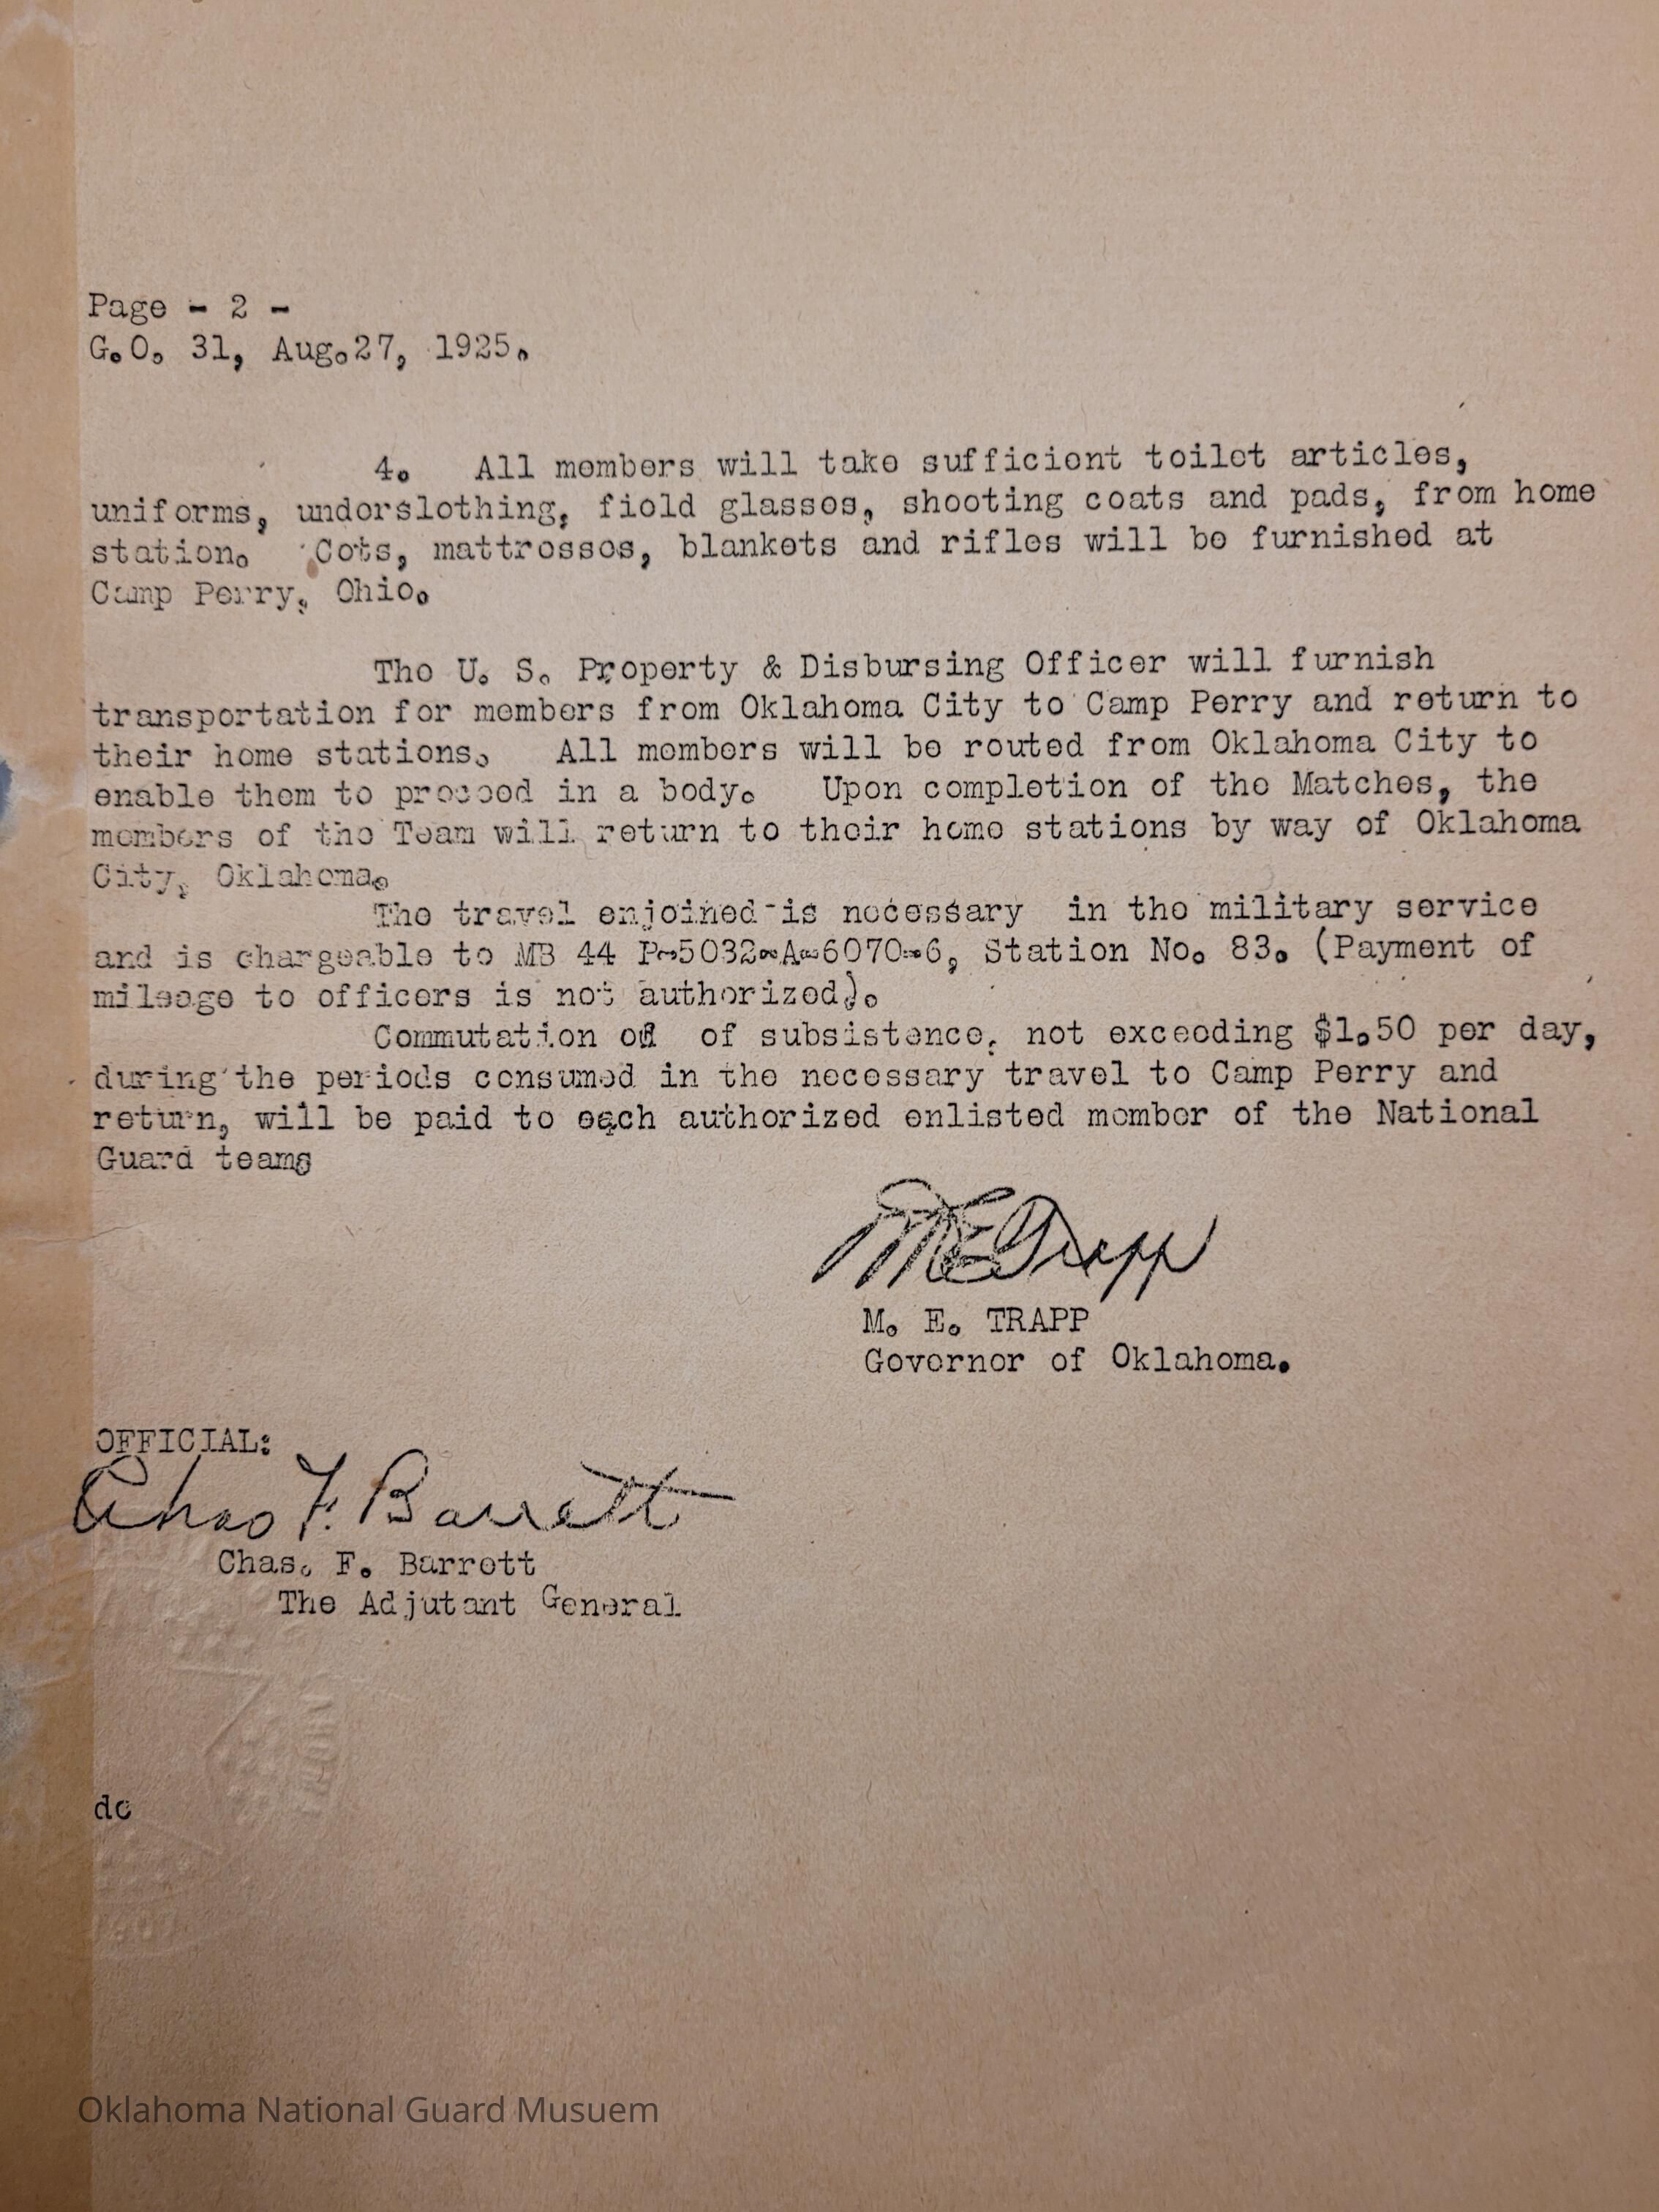 Page - 2 -
G.O. 31, Aug.27, 1925.
4. All members will take sufficient toilet articles,
uniforms, underslothing, field glasses, shooting coats and pads, from home
station. Cots, mattresses, blankets and rifles will be furnished at
Camp Perry, Ohio.
The U. S. Property & Disbursing Officer will furnish
transportation for members from Oklahoma City to Camp Perry and return to
their home stations. All members will be routed from Oklahoma City to
enable them to proceed in a body. Upon completion of the Matches, the
members of the Team will return to their home stations by way of Oklahoma
City, Oklahoma.
The travel enjoined is necessary in the military service
and is chargeable to MB 44 P-5032-A-6070-6, Station No. 83. (Payment of
mileage to officers is not authorized).
Commutation of of subsistence, not exceeding $1.50 per day,
during the periods consumed in the necessary travel to Camp Perry and
return, will be paid to each authorized enlisted member of the National
Guard teams
M E Trapp
M. E. TRAPP
Governor of Oklahoma.
OFFICIAL:
Chas F. Barrett
Chas. F. Barrett
The Adjutant General
dc
Oklahoma National Guard Musuem